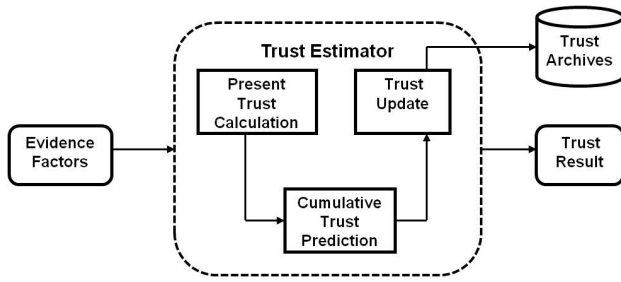 Trust Estimator
Trust
Archives
Present
Trust
Calculation
Trust
Update
Evidence
Factors
Trust
Result
Cumulative
Trust
Prediction